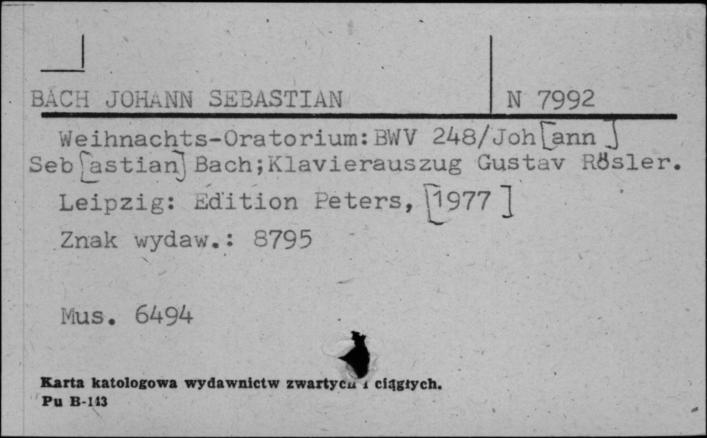 BACH JOHANN SEBASTIAN N 7992
Weihnachts-Oratorium:BWV 248/Joh[ann]
Seb[astian] Bach;Klavierauszug Gustav Rösler.
Leipzig: Edition Peters, [1977]
Znak wydaw.: 8795
Mus. 6494
Karta katologowa wydawnictw zwartych i ciągłych.
Pu B-143